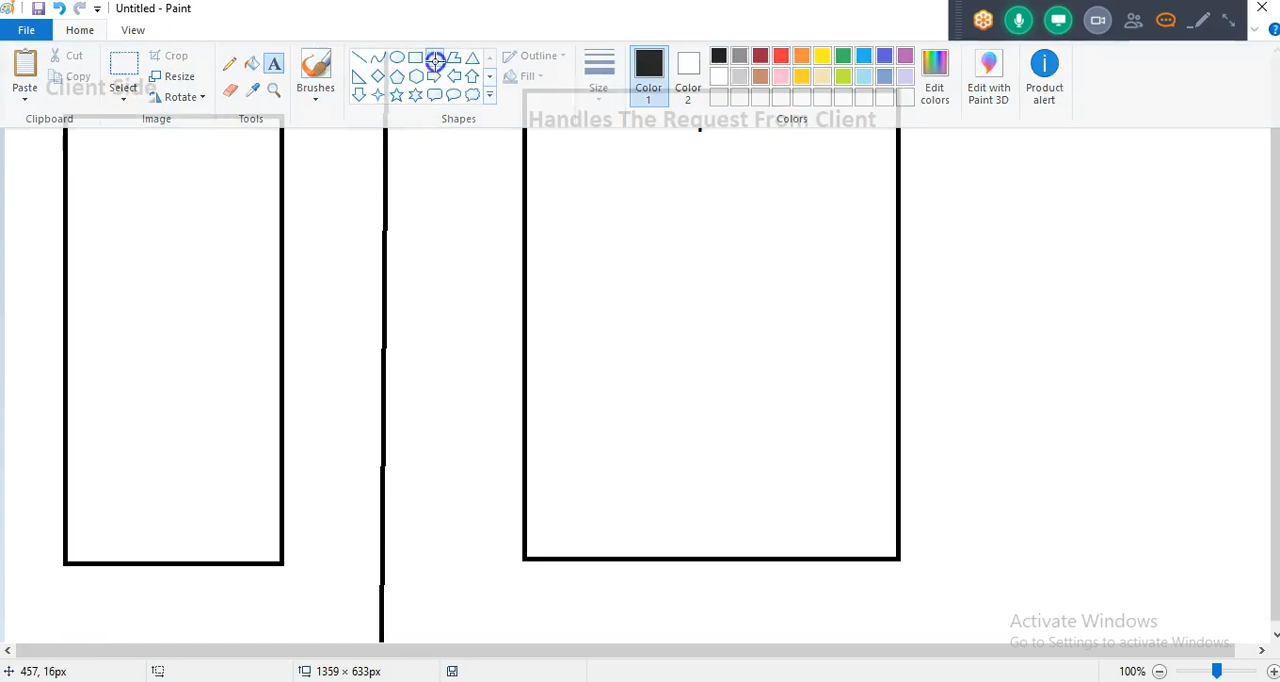 Untitled - Paint
File Home View
Paste
Cut
Copy
Client Side
Clipboard
Select
Crop
Resize
Rotate
Image
Tools
Brushes
Shapes
Outline
Fill
Size
Color 1
Color 2
Colors
Edit colors
Edit with Paint 3D
Product alert
Handles The Request From Client
Activate Windows
Go to Settings to activate Windows.
457, 16px
1359 × 633px
100%